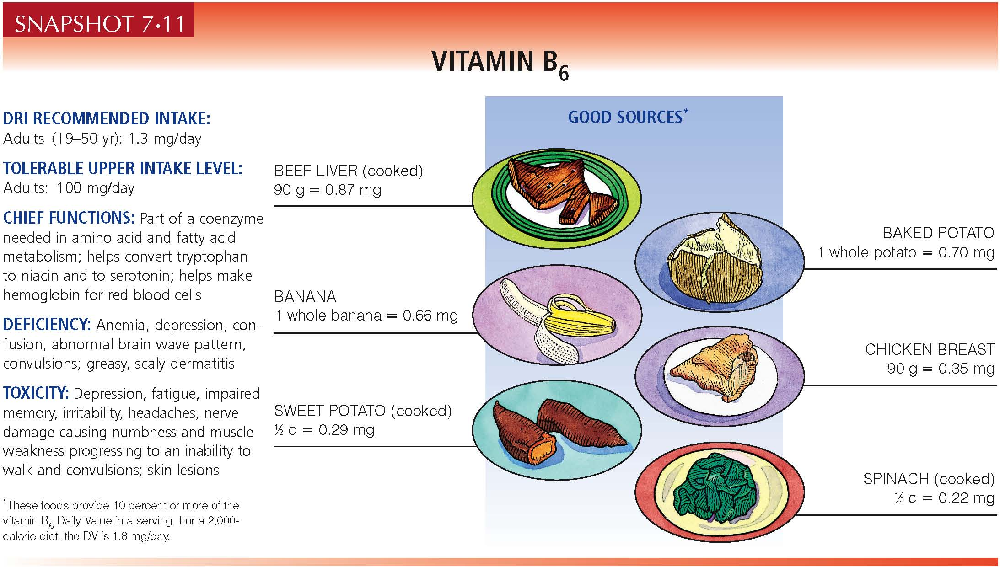 SNAPSHOT 7•11
VITAMIN B6
DRI RECOMMENDED INTAKE:
Adults (19–50 yr): 1.3 mg/day
TOLERABLE UPPER INTAKE LEVEL:
Adults: 100 mg/day
CHIEF FUNCTIONS: Part of a coenzyme
needed in amino acid and fatty acid
metabolism; helps convert tryptophan
to niacin and to serotonin; helps make
hemoglobin for red blood cells
DEFICIENCY: Anemia, depression, con-
fusion, abnormal brain wave pattern,
convulsions; greasy, scaly dermatitis
TOXICITY: Depression, fatigue, impaired
memory, irritability, headaches, nerve
damage causing numbness and muscle
weakness progressing to an inability to
walk and convulsions; skin lesions
*These foods provide 10 percent or more of the
vitamin B6 Daily Value in a serving. For a 2,000-
calorie diet, the DV is 1.8 mg/day.
GOOD SOURCES*
BEEF LIVER (cooked)
90 g = 0.87 mg
BANANA
1 whole banana = 0.66 mg
SWEET POTATO (cooked)
½ c = 0.29 mg
BAKED POTATO
1 whole potato = 0.70 mg
CHICKEN BREAST
90 g = 0.35 mg
SPINACH (cooked)
½ c = 0.22 mg